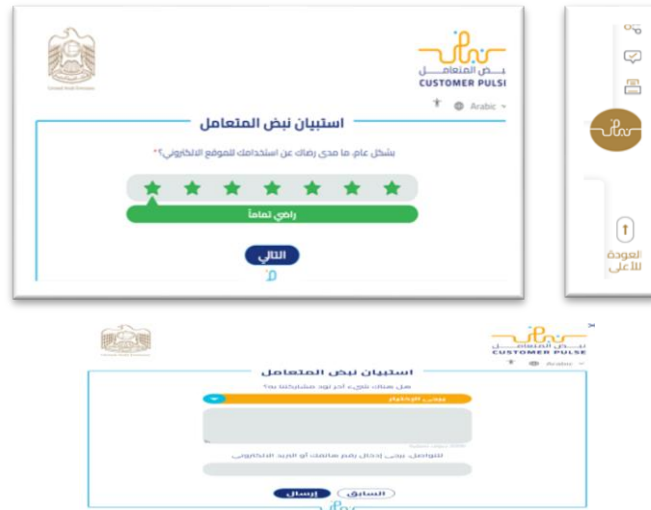 نبض المتعامل
CUSTOMER PULSE
Arabic
استبيان نبض المتعامل
بشكل عام، ما مدى رضاك عن استخدامك للموقع الالكتروني؟*
راضي تماماً
التالي
العودة
للأعلى
نبض المتعامل
CUSTOMER PULSE
Arabic
استبيان نبض المتعامل
هل هناك شيء آخر تود مشاركتنا به؟
يرجى الإختيار
للتواصل، يرجى إدخال رقم هاتفك أو البريد الالكتروني
السابق
إرسال